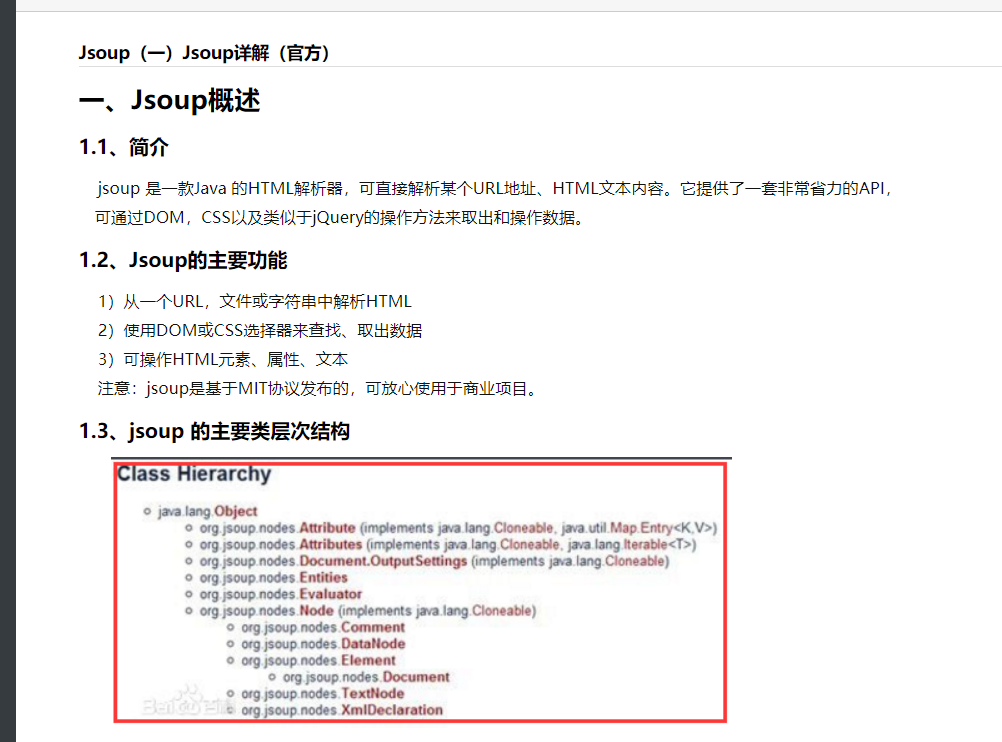 Jsoup（一）Jsoup详解（官方）
一、Jsoup概述
1.1、简介
jsoup 是一款Java 的HTML解析器，可直接解析某个URL地址、HTML文本内容。它提供了一套非常省力的API，
可通过DOM，CSS以及类似于jQuery的操作方法来取出和操作数据。
1.2、Jsoup的主要功能
1）从一个URL，文件或字符串中解析HTML
2）使用DOM或CSS选择器来查找、取出数据
3）可操作HTML元素、属性、文本
注意：jsoup是基于MIT协议发布的，可放心使用于商业项目。
1.3、jsoup 的主要类层次结构
Class Hierarchy
java.lang.Object
org.jsoup.nodes.Attribute (implements java.lang.Cloneable, java.util.Map.Entry<K,V>)
org.jsoup.nodes.Attributes (implements java.lang.Cloneable, java.lang.Iterable<T>)
org.jsoup.nodes.Document.OutputSettings (implements java.lang.Cloneable)
org.jsoup.nodes.Entities
org.jsoup.nodes.Evaluator
org.jsoup.nodes.Node (implements java.lang.Cloneable)
org.jsoup.nodes.Comment
org.jsoup.nodes.DataNode
org.jsoup.nodes.Element
org.jsoup.nodes.Document
org.jsoup.nodes.TextNode
org.jsoup.nodes.XmlDeclaration